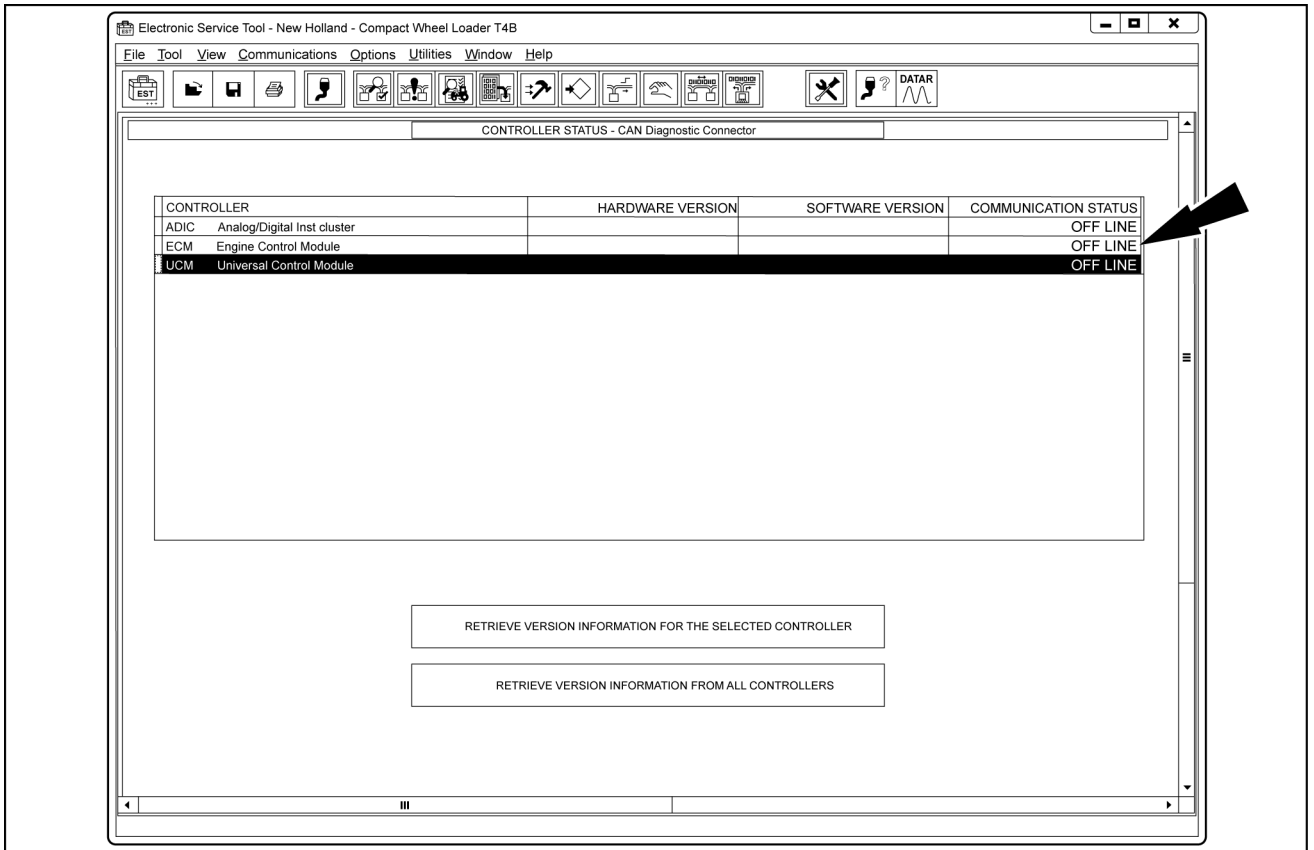 Electronic Service Tool - New Holland - Compact Wheel Loader T4B
File Tool View Communications Options Utilities Window Help
EST DATAR
CONTROLLER STATUS - CAN Diagnostic Connector
CONTROLLER HARDWARE VERSION SOFTWARE VERSION COMMUNICATION STATUS
ADIC Analog/Digital Inst cluster OFF LINE
ECM Engine Control Module OFF LINE
UCM Universal Control Module OFF LINE
RETRIEVE VERSION INFORMATION FOR THE SELECTED CONTROLLER
RETRIEVE VERSION INFORMATION FROM ALL CONTROLLERS